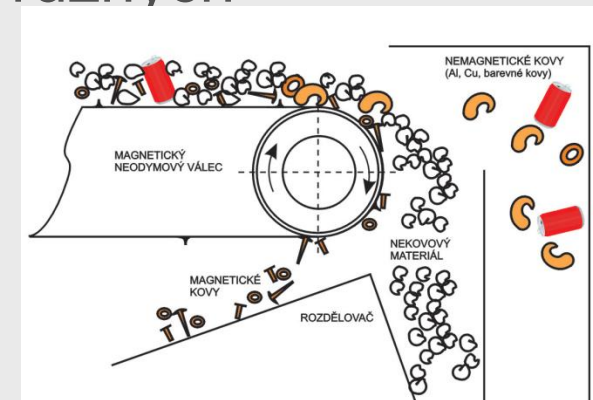 NEMAGNETICKÉ KOVY
(Al, Cu, barevné kovy)
MAGNETICKÝ
NEODYMOVÝ VÁLEC
NEKOVOVÝ
MATERIÁL
MAGNETICKÉ
KOVY
ROZDĚLOVAČ